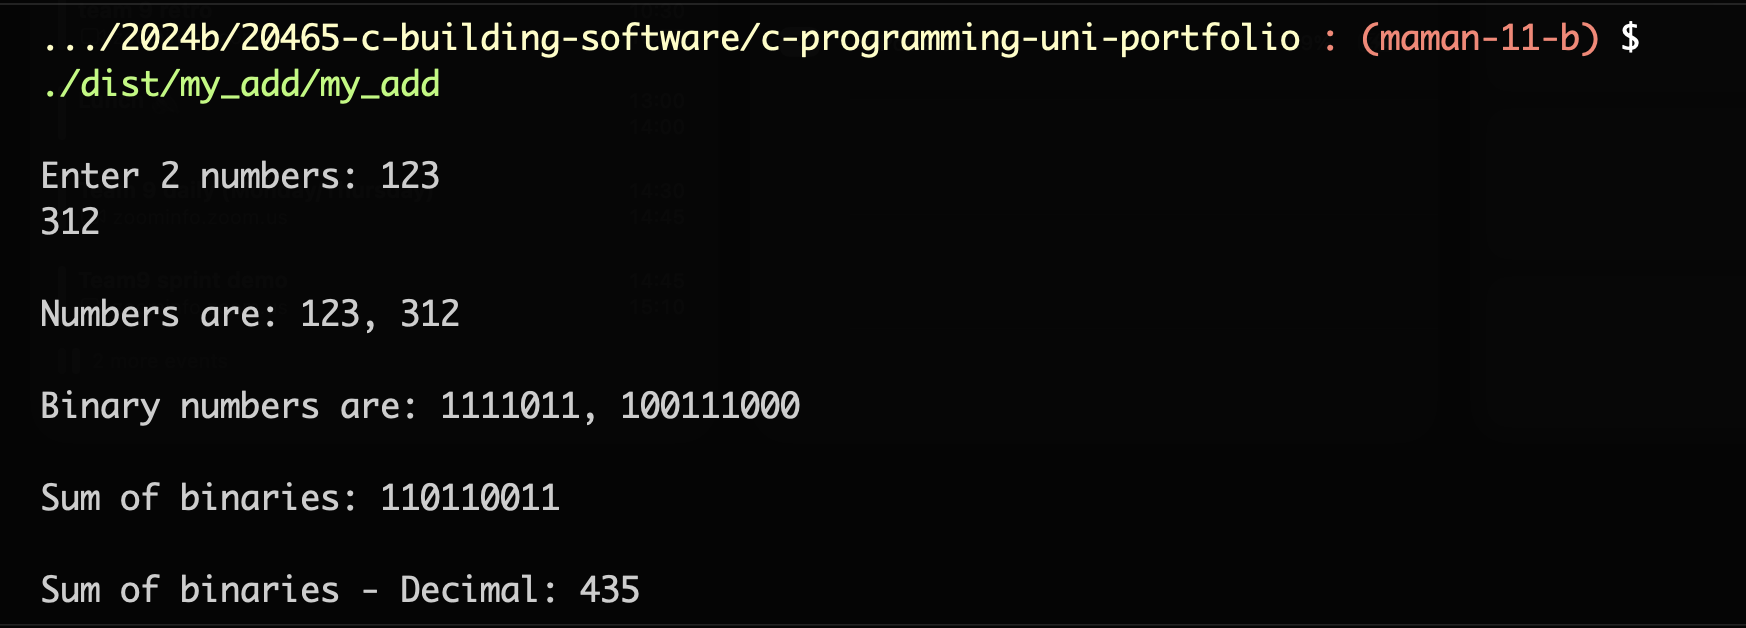 .../2024b/20465-c-building-software/c-programming-uni-portfolio : (maman-11-b) $
./dist/my_add/my_add
Enter 2 numbers: 123
312
Numbers are: 123, 312
Binary numbers are: 1111011, 100111000
Sum of binaries: 110110011
Sum of binaries - Decimal: 435